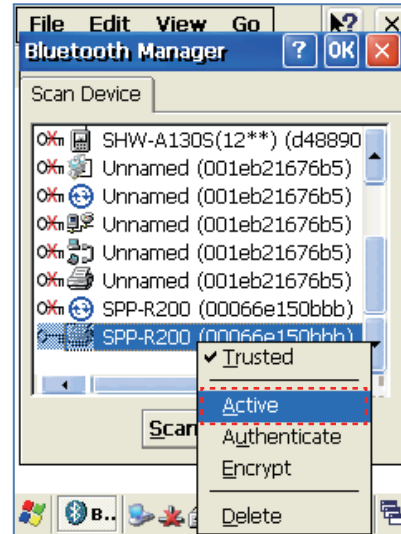 File Edit View Go ? ×
Bluetooth Manager ? OK ×
Scan Device
SHW-A130S(12**) (d48890
Unnamed (001eb21676b5)
Unnamed (001eb21676b5)
Unnamed (001eb21676b5)
Unnamed (001eb21676b5)
Unnamed (001eb21676b5)
SPP-R200 (00066e150bbb)
SPP-R200 (00066e150bbb)
✓ Trusted
Active
Scan
Authenticate
Encrypt
B..
Delete